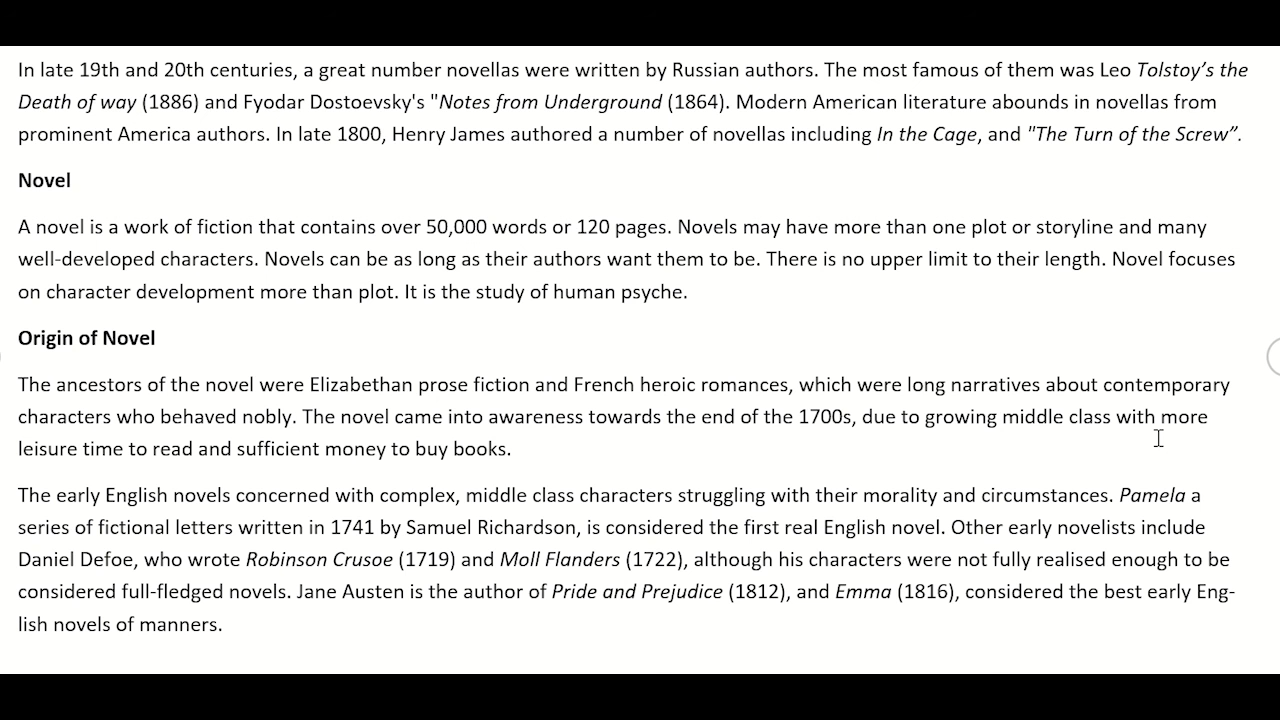 In late 19th and 20th centuries, a great number novellas were written by Russian authors. The most famous of them was Leo Tolstoy’s the
Death of way (1886) and Fyodar Dostoevsky's "Notes from Underground (1864). Modern American literature abounds in novellas from
prominent America authors. In late 1800, Henry James authored a number of novellas including In the Cage, and "The Turn of the Screw”.
Novel
A novel is a work of fiction that contains over 50,000 words or 120 pages. Novels may have more than one plot or storyline and many
well-developed characters. Novels can be as long as their authors want them to be. There is no upper limit to their length. Novel focuses
on character development more than plot. It is the study of human psyche.
Origin of Novel
The ancestors of the novel were Elizabethan prose fiction and French heroic romances, which were long narratives about contemporary
characters who behaved nobly. The novel came into awareness towards the end of the 1700s, due to growing middle class with more
leisure time to read and sufficient money to buy books.
The early English novels concerned with complex, middle class characters struggling with their morality and circumstances. Pamela a
series of fictional letters written in 1741 by Samuel Richardson, is considered the first real English novel. Other early novelists include
Daniel Defoe, who wrote Robinson Crusoe (1719) and Moll Flanders (1722), although his characters were not fully realised enough to be
considered full-fledged novels. Jane Austen is the author of Pride and Prejudice (1812), and Emma (1816), considered the best early Eng-
lish novels of manners.